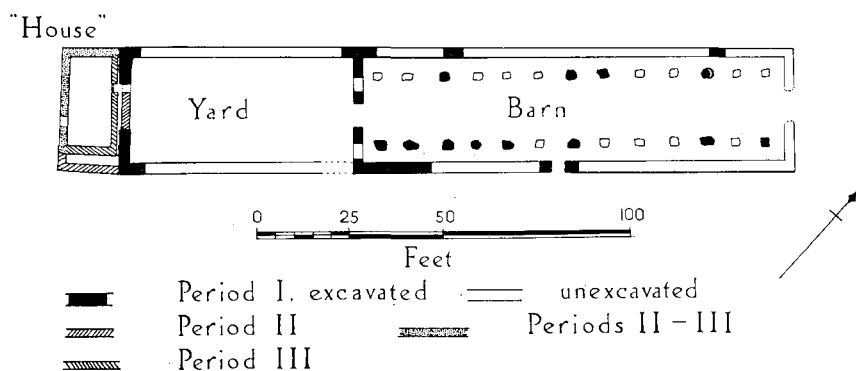 "House"
Yard Barn
0 25 50 100
Feet
Period I, excavated unexcavated
Period II Periods II – III
Period III